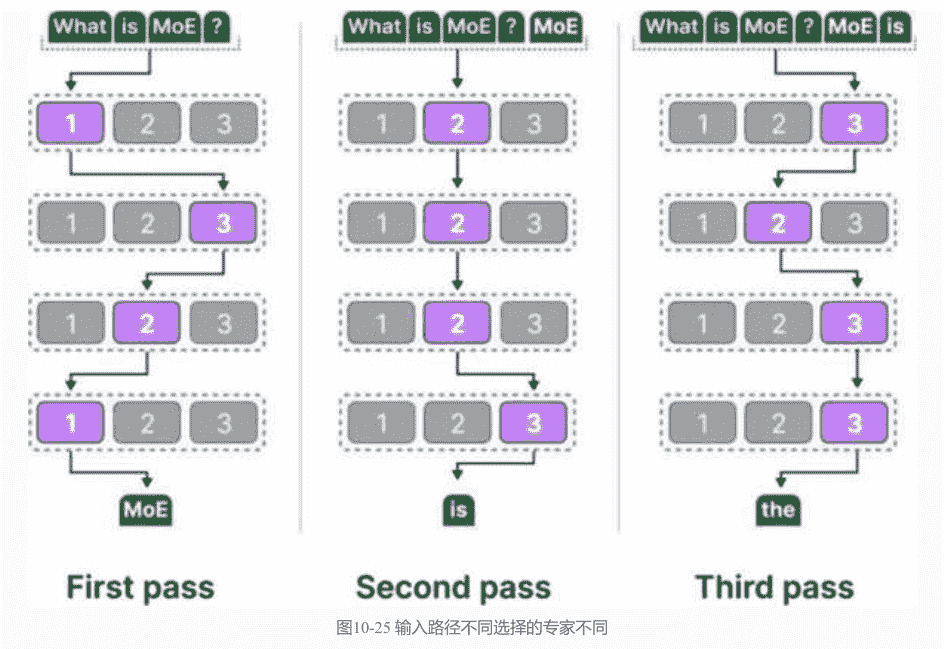 What is MoE ?
1 2 3
1 2 3
1 2 3
1 2 3
MoE
First pass
What is MoE ? MoE
1 2 3
1 2 3
1 2 3
1 2 3
is
Second pass
What is MoE ? MoE is
1 2 3
1 2 3
1 2 3
1 2 3
the
Third pass
图10-25 输入路径不同选择的专家不同